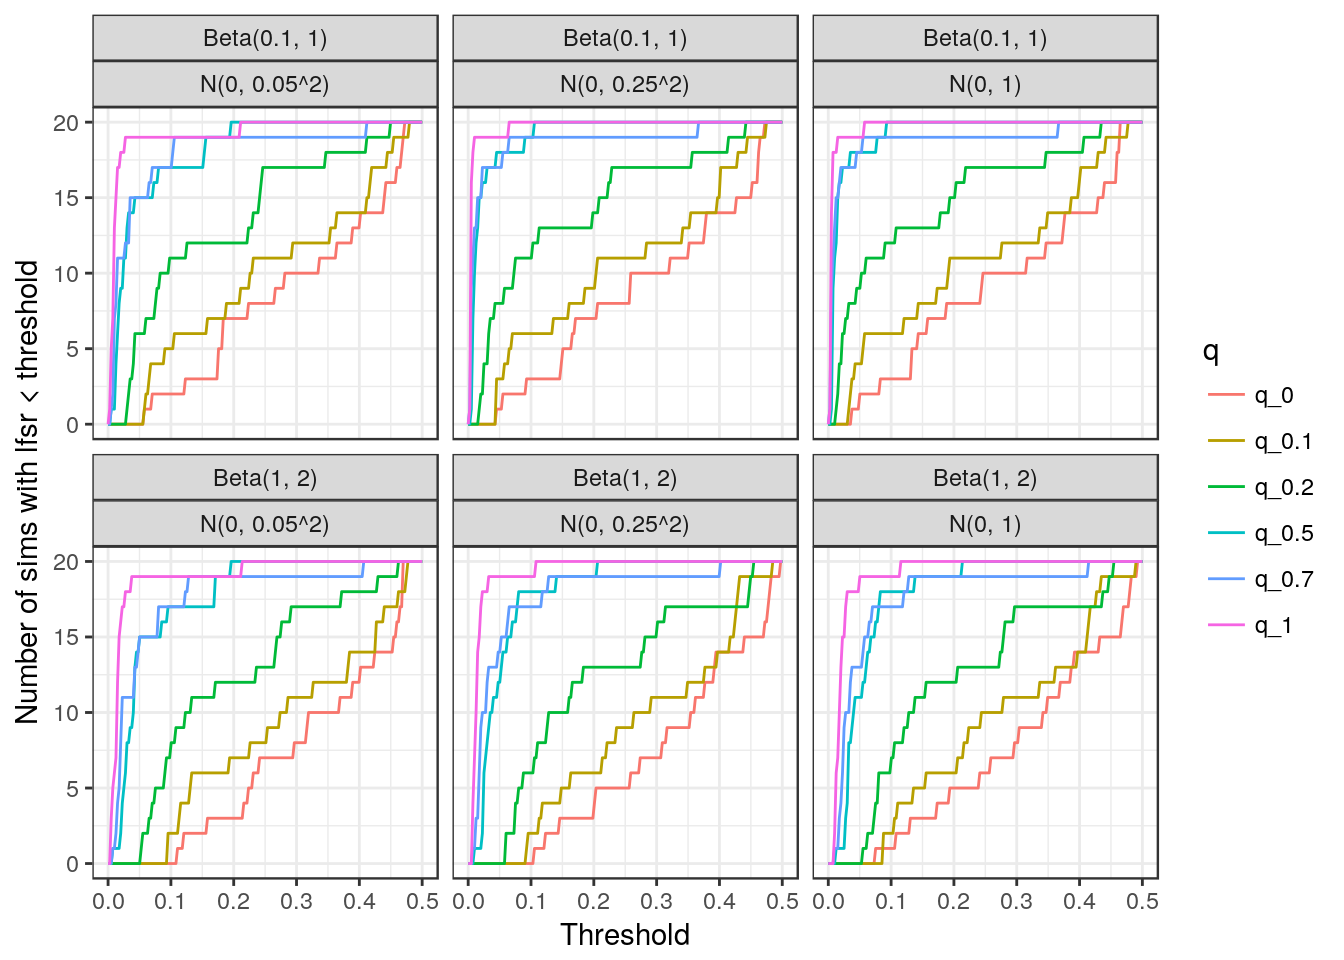 Beta(0.1, 1) Beta(0.1, 1) Beta(0.1, 1)
N(0, 0.05^2) N(0, 0.25^2) N(0, 1)
20
15
10
5
0
Beta(1, 2) Beta(1, 2) Beta(1, 2)
N(0, 0.05^2) N(0, 0.25^2) N(0, 1)
20
15
10
5
0
0.0 0.1 0.2 0.3 0.4 0.5 0.0 0.1 0.2 0.3 0.4 0.5 0.0 0.1 0.2 0.3 0.4 0.5
Threshold
Number of sims with lfsr < threshold
q
q_0
q_0.1
q_0.2
q_0.5
q_0.7
q_1